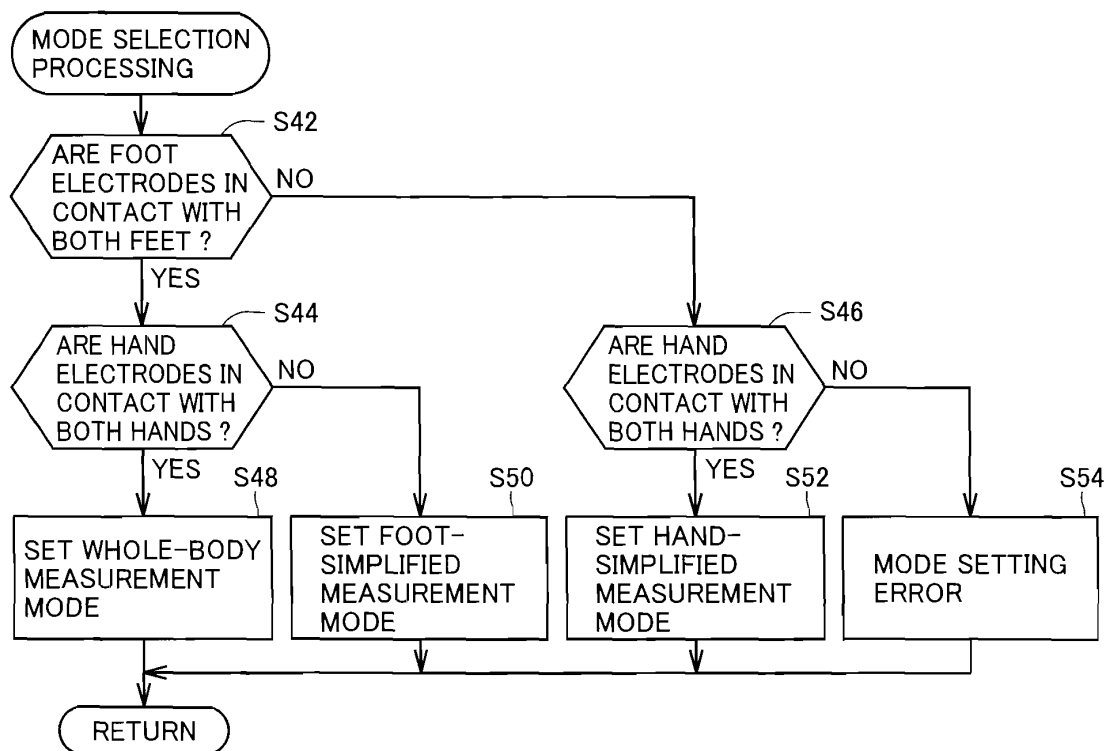 MODE SELECTION
PROCESSING
S42
ARE FOOT
ELECTRODES IN
CONTACT WITH
BOTH FEET ?
NO
YES
S44
ARE HAND
ELECTRODES IN
CONTACT WITH
BOTH HANDS ?
NO
YES
S46
ARE HAND
ELECTRODES IN
CONTACT WITH
BOTH HANDS ?
NO
YES
S48
SET WHOLE-BODY
MEASUREMENT
MODE
S50
SET FOOT-
SIMPLIFIED
MEASUREMENT
MODE
S52
SET HAND-
SIMPLIFIED
MEASUREMENT
MODE
S54
MODE SETTING
ERROR
RETURN